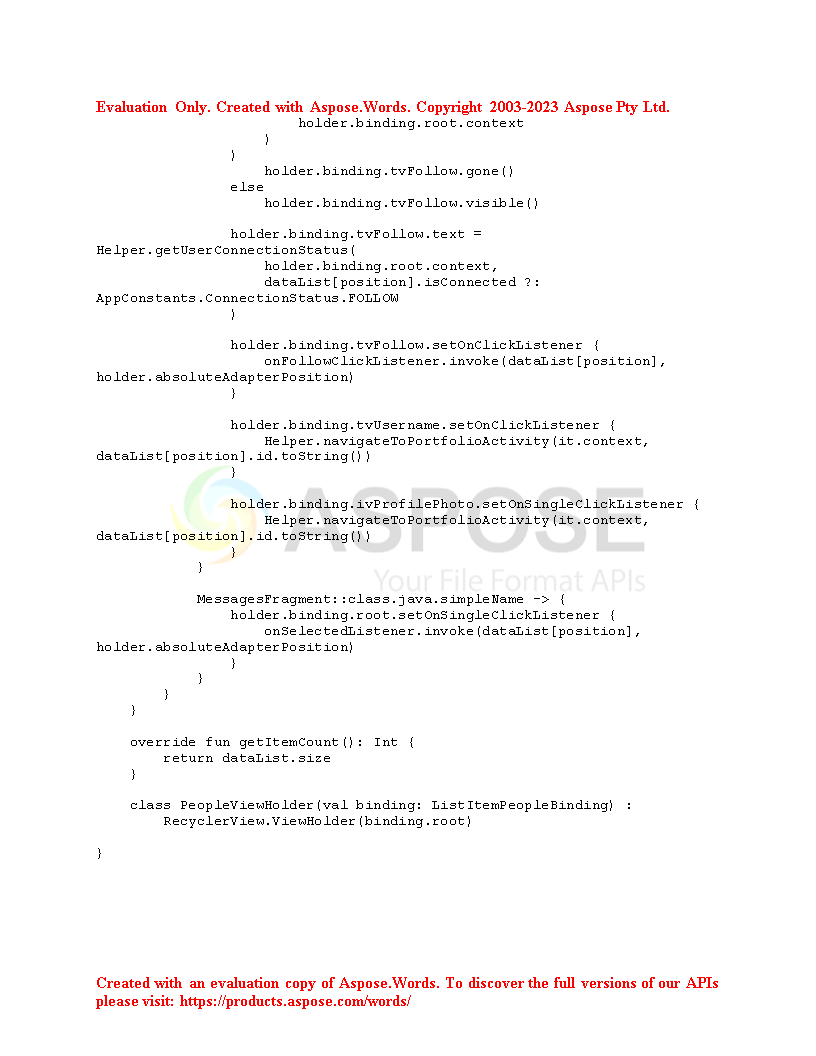 Evaluation Only. Created with Aspose.Words. Copyright 2003-2023 Aspose Pty Ltd.
                        holder.binding.root.context
                    )
                )
                    holder.binding.tvFollow.gone()
                else
                    holder.binding.tvFollow.visible()

                holder.binding.tvFollow.text =
Helper.getUserConnectionStatus(
                    holder.binding.root.context,
                    dataList[position].isConnected ?:
AppConstants.ConnectionStatus.FOLLOW
                )

                holder.binding.tvFollow.setOnClickListener {
                    onFollowClickListener.invoke(dataList[position],
holder.absoluteAdapterPosition)
                }

                holder.binding.tvUsername.setOnClickListener {
                    Helper.navigateToPortfolioActivity(it.context,
dataList[position].id.toString())
                }

                holder.binding.ivProfilePhoto.setOnSingleClickListener {
                    Helper.navigateToPortfolioActivity(it.context,
dataList[position].id.toString())
                }
            }
ASPOSE
Your File Format APIs

            MessagesFragment::class.java.simpleName -> {
                holder.binding.root.setOnSingleClickListener {
                    onSelectedListener.invoke(dataList[position],
holder.absoluteAdapterPosition)
                }
            }
        }
    }

    override fun getItemCount(): Int {
        return dataList.size
    }

    class PeopleViewHolder(val binding: ListItemPeopleBinding) :
        RecyclerView.ViewHolder(binding.root)

}
Created with an evaluation copy of Aspose.Words. To discover the full versions of our APIs
please visit: https://products.aspose.com/words/